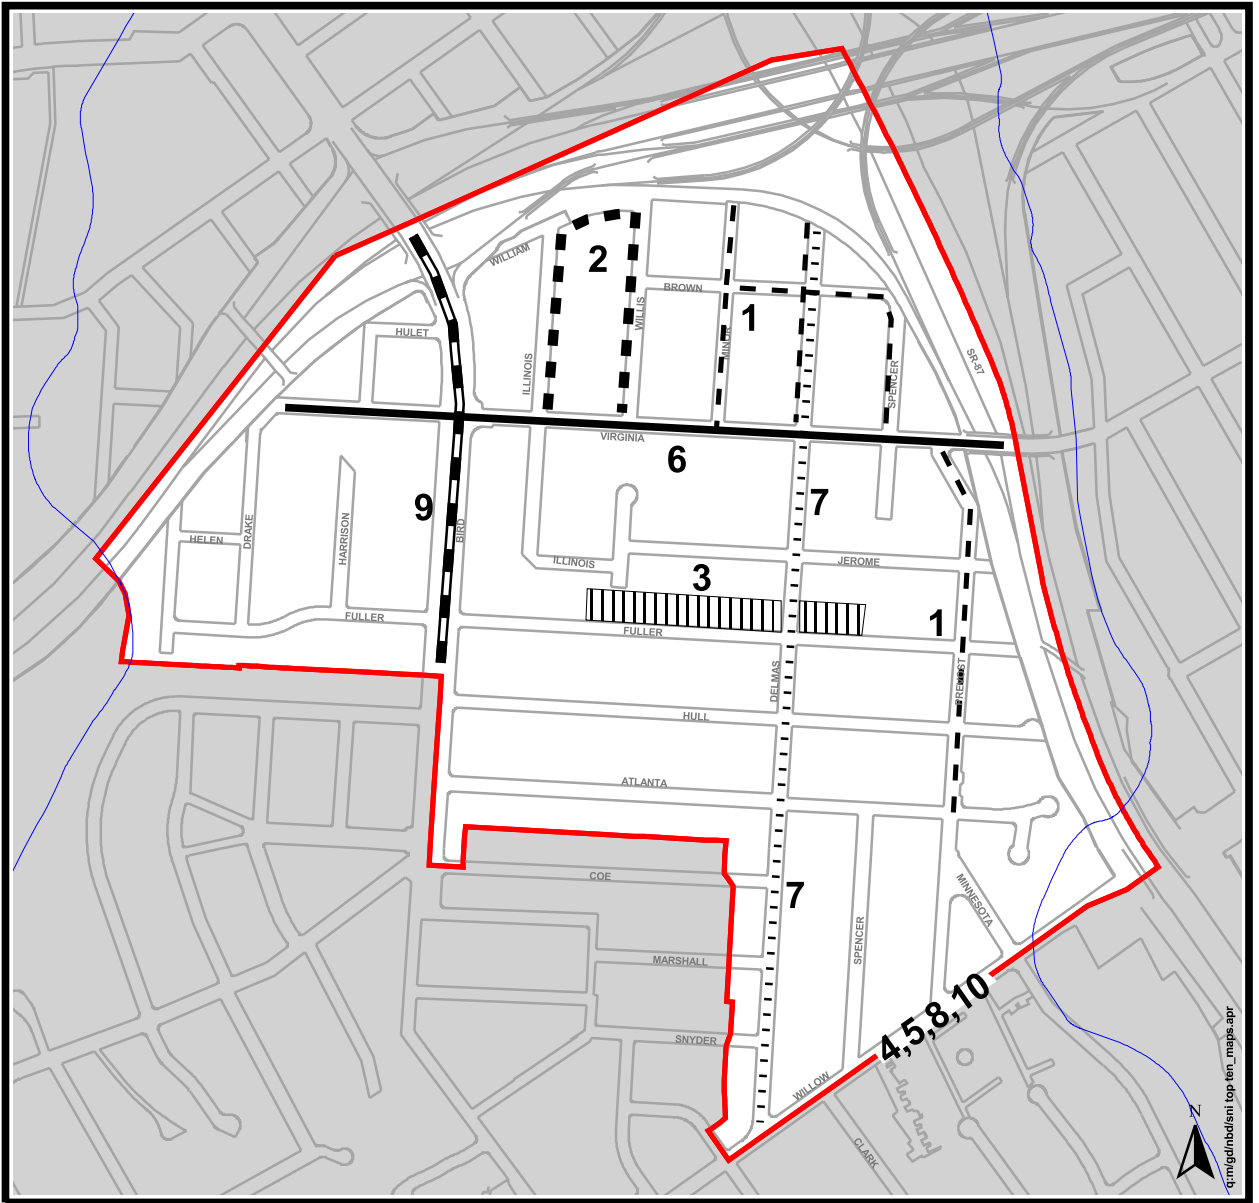 WILLIAM
2
BROWN
WILLIS
1
MINOR
HULET
ILLINOIS
SPENCER
SR-87
VIRGINIA
6
9
BIRD
7
HELEN
DRAKE
HARRISON
ILLINOIS
JEROME
3
FULLER
FULLER
1
DELMAS
HULL
ATLANTA
COE
7
MINNESOTA
SPENCER
MARSHALL
4,5,8,10
SNYDER
WILLOW
CLARK
N
q:m/gd/nbd/sni top ten_maps.apr